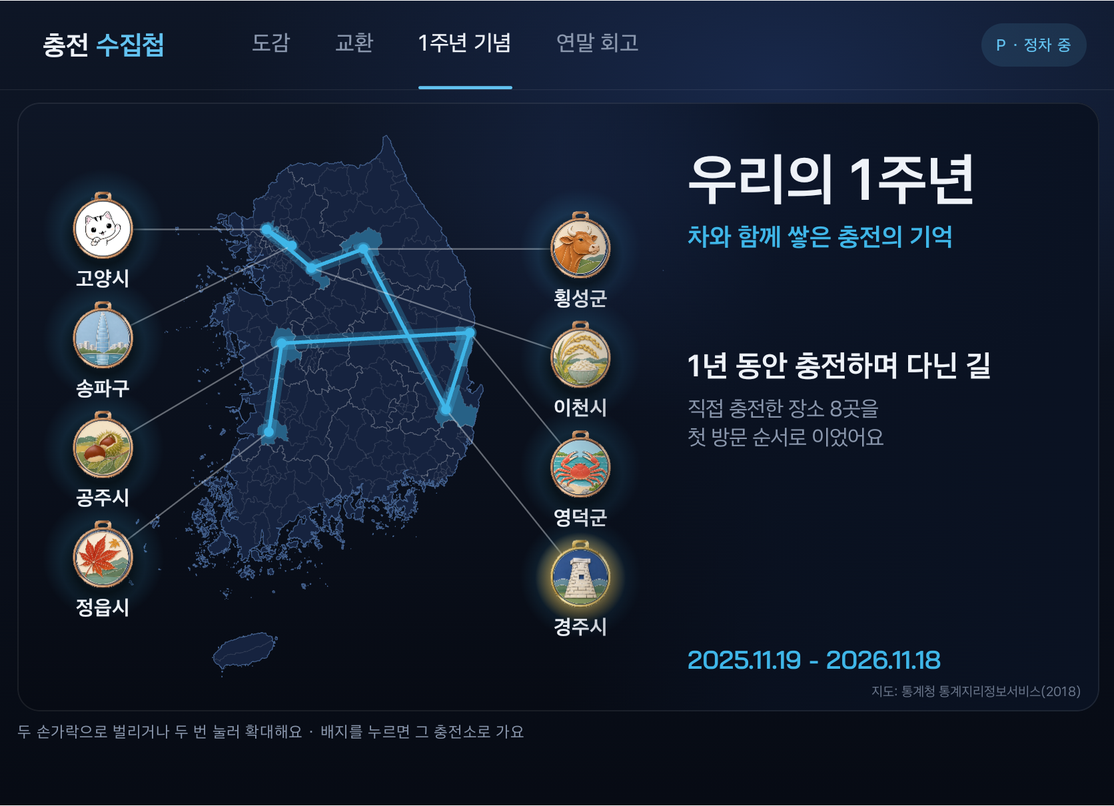 충전 수집첩
도감
교환
1주년 기념
연말 회고
P · 정차 중
고양시
송파구
공주시
정읍시
횡성군
이천시
영덕군
경주시
우리의 1주년
차와 함께 쌓은 충전의 기억
1년 동안 충전하며 다닌 길
직접 충전한 장소 8곳을
첫 방문 순서로 이었어요
2025.11.19 - 2026.11.18
지도: 통계청 통계지리정보서비스(2018)
두 손가락으로 벌리거나 두 번 눌러 확대해요 · 배지를 누르면 그 충전소로 가요